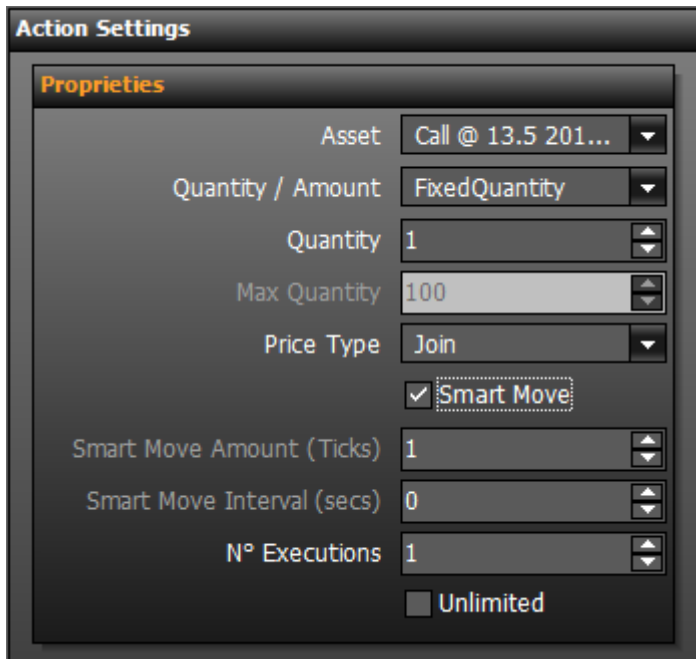 Action Settings
Proprieties
Asset Call @ 13.5 201...
Quantity / Amount FixedQuantity
Quantity 1
Max Quantity 100
Price Type Join
Smart Move
Smart Move Amount (Ticks) 1
Smart Move Interval (secs) 0
N° Executions 1
Unlimited